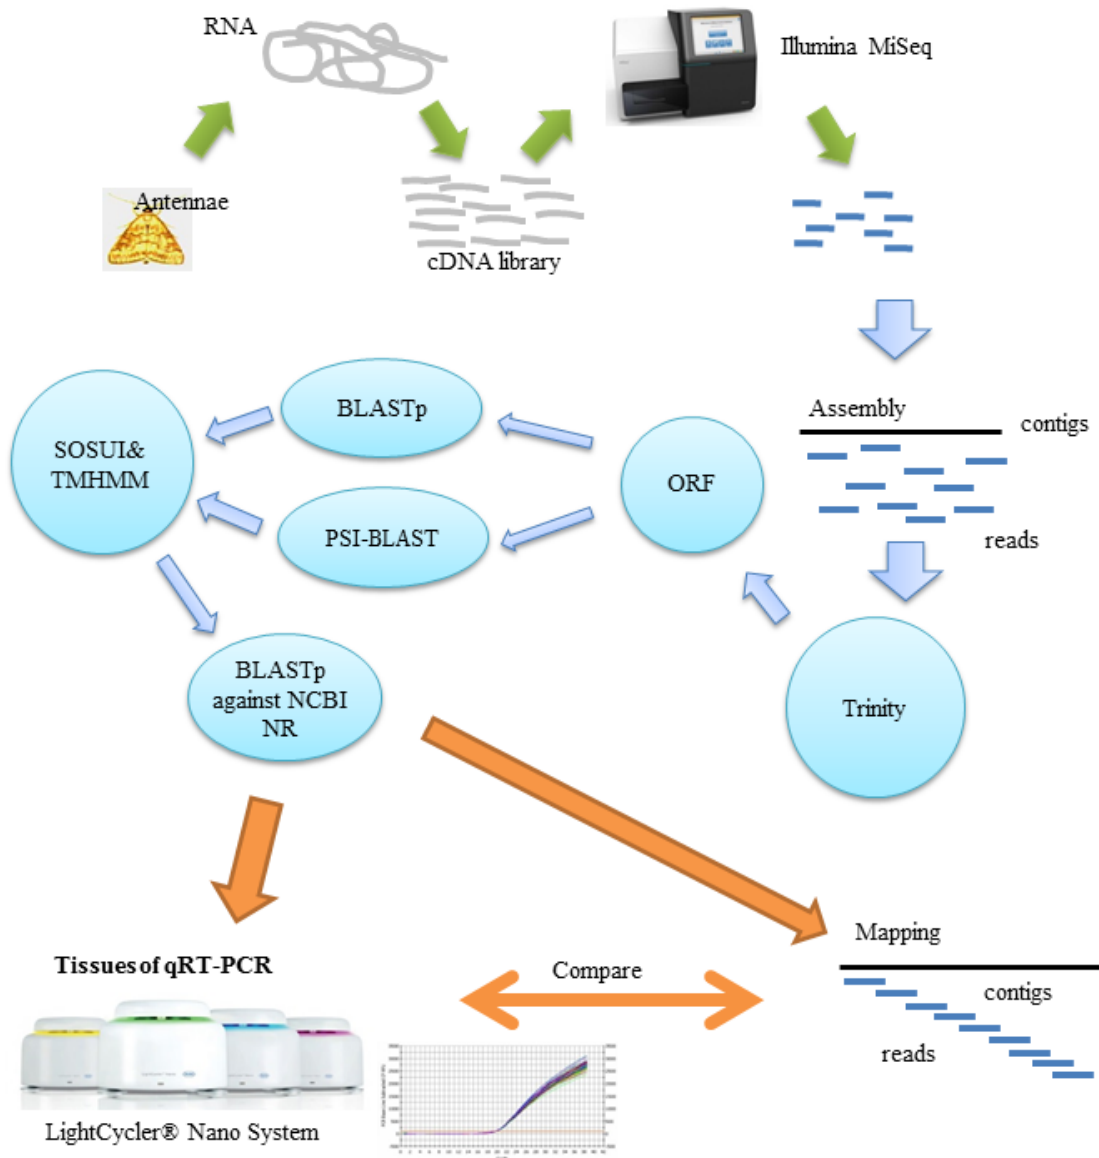 RNA
Illumina MiSeq
Antennae
cDNA library
Assembly
contigs
reads
BLASTp
SOSUI&
TMHMM
ORF
PSI-BLAST
BLASTp
against NCBI
NR
Trinity
Mapping
contigs
reads
Compare
Tissues of qRT-PCR
LightCycler® Nano System